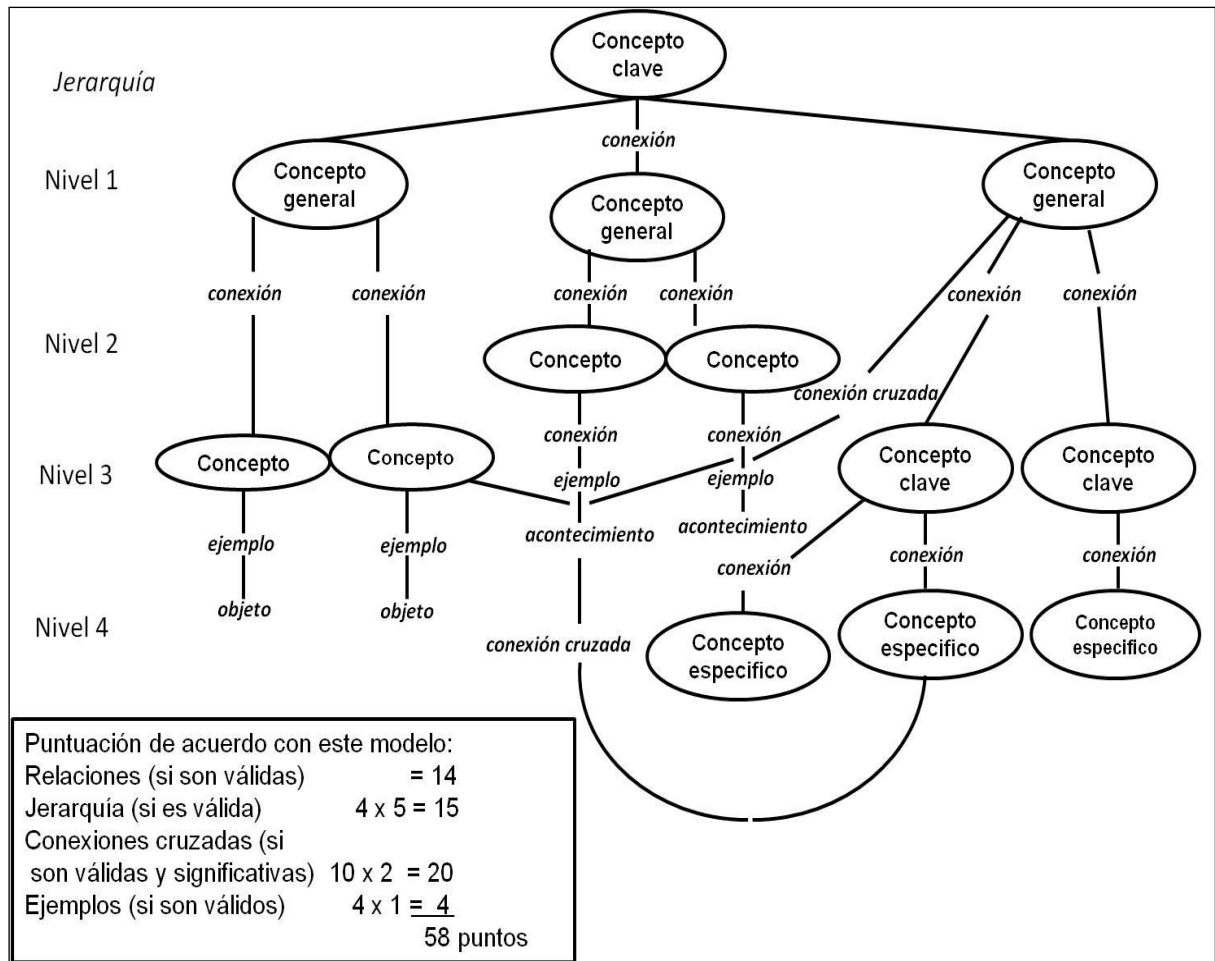 Concepto
clave
Jerarquía
conexión
Nivel 1
Concepto
general
Concepto
general
Concepto
general
conexión
conexión
conexión
conexión
conexión
conexión
Nivel 2
Concepto
Concepto
conexión cruzada
conexión
conexión
Nivel 3
Concepto
Concepto
ejemplo
ejemplo
Concepto
clave
Concepto
clave
acontecimiento
acontecimiento
ejemplo
ejemplo
conexión
conexión
conexión
objeto
objeto
Nivel 4
conexión cruzada
Concepto
especifico
Concepto
especifico
Concepto
especifico
Puntuación de acuerdo con este modelo:
Relaciones (si son válidas) = 14
Jerarquía (si es válida) 4 x 5 = 15
Conexiones cruzadas (si
son válidas y significativas) 10 x 2 = 20
Ejemplos (si son válidos) 4 x 1 = 4
58 puntos